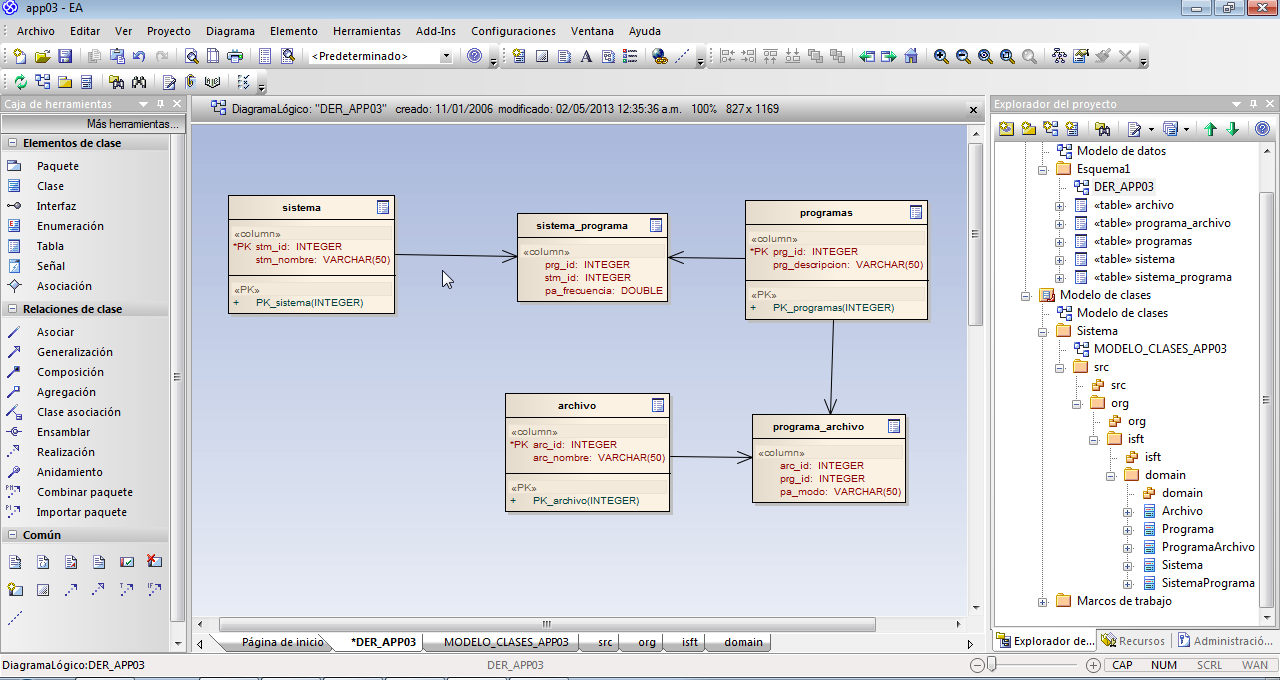 app03 - EA
Archivo Editar Ver Proyecto Diagrama Elemento Herramientas Add-Ins Configuraciones Ventana Ayuda
<Predeterminado>
Caja de herramientas
Más herramientas...
Elementos de clase
Paquete
Clase
Interfaz
Enumeración
Tabla
Señal
Asociación
Relaciones de clase
Asociar
Generalización
Composición
Agregación
Clase asociación
Ensamblar
Realización
Anidamiento
Combinar paquete
Importar paquete
Común
DiagramaLógico: "DER_APP03" creado: 11/01/2006 modificado: 02/05/2013 12:35:36 a.m. 100% 827 x 1169
sistema
«column»
*PK stm_id: INTEGER
stm_nombre: VARCHAR(50)
«PK»
+ PK_sistema(INTEGER)
sistema_programa
«column»
prg_id: INTEGER
stm_id: INTEGER
pa_frecuencia: DOUBLE
programas
«column»
*PK prg_id: INTEGER
prg_descripcion: VARCHAR(50)
«PK»
+ PK_programas(INTEGER)
archivo
«column»
*PK arc_id: INTEGER
arc_nombre: VARCHAR(50)
«PK»
+ PK_archivo(INTEGER)
programa_archivo
«column»
arc_id: INTEGER
prg_id: INTEGER
pa_modo: VARCHAR(50)
Página de inicio *DER_APP03 MODELO_CLASES_APP03 src org isft domain
Explorador del proyecto
Modelo de datos
Esquema1
DER_APP03
«table» archivo
«table» programa_archivo
«table» programas
«table» sistema
«table» sistema_programa
Modelo de clases
Modelo de clases
Sistema
MODELO_CLASES_APP03
src
src
org
org
isft
isft
domain
domain
Archivo
Programa
ProgramaArchivo
Sistema
SistemaPrograma
Marcos de trabajo
Explorador de... Recursos Administració...
DiagramaLógico:DER_APP03 DER_APP03 CAP NUM SCRL WAN